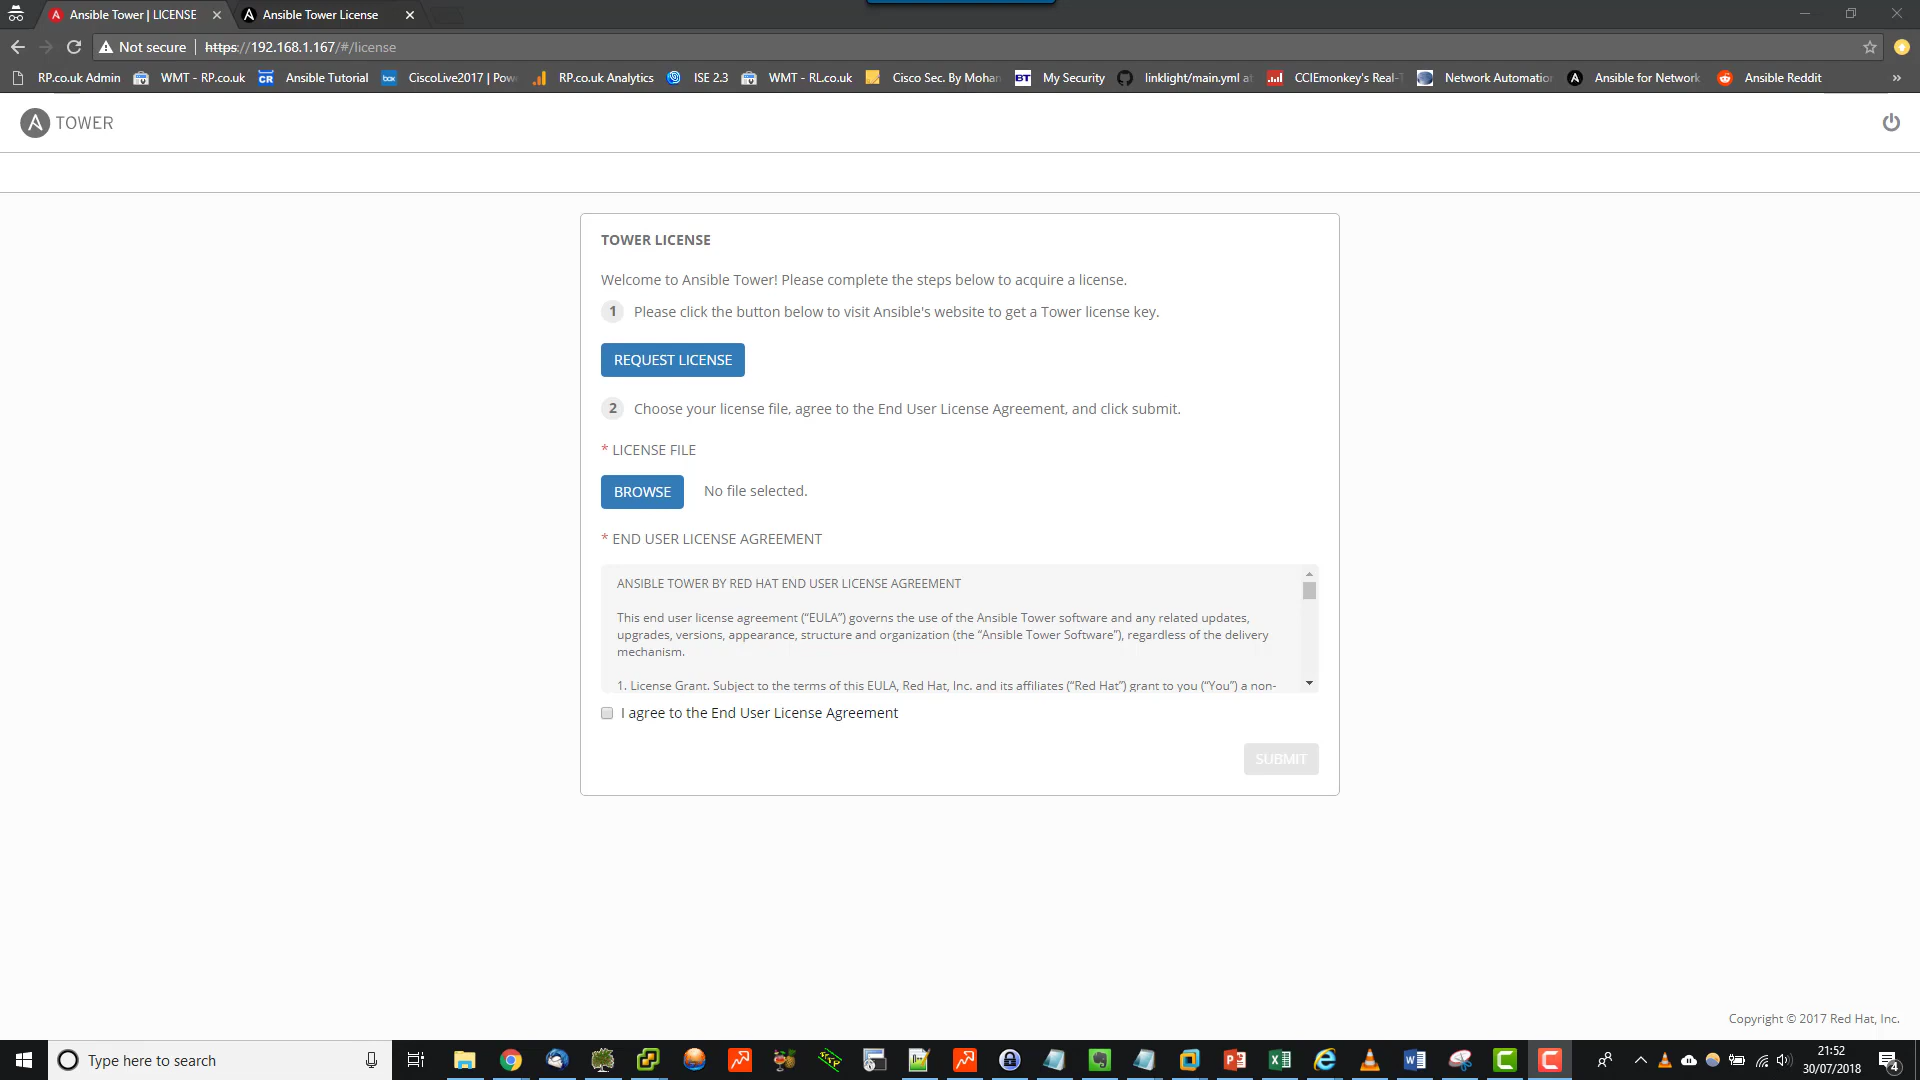 Ansible Tower | LICENSE
Ansible Tower License
Not secure
https://192.168.1.167/#/license
RP.co.uk Admin
WMT - RP.co.uk
CR
Ansible Tutorial
box
CiscoLive2017 | Pow
RP.co.uk Analytics
ISE 2.3
WMT - RL.co.uk
Cisco Sec. By Mohan
BT
My Security
linklight/main.yml at
CCIEmonkey's Real-T
Network Automation
Ansible for Network
Ansible Reddit
»
A TOWER
TOWER LICENSE
Welcome to Ansible Tower! Please complete the steps below to acquire a license.
1 Please click the button below to visit Ansible's website to get a Tower license key.
REQUEST LICENSE
2 Choose your license file, agree to the End User License Agreement, and click submit.
* LICENSE FILE
BROWSE No file selected.
* END USER LICENSE AGREEMENT
ANSIBLE TOWER BY RED HAT END USER LICENSE AGREEMENT
This end user license agreement (“EULA”) governs the use of the Ansible Tower software and any related updates,
upgrades, versions, appearance, structure and organization (the “Ansible Tower Software”), regardless of the delivery
mechanism.
1. License Grant. Subject to the terms of this EULA, Red Hat, Inc. and its affiliates (“Red Hat”) grant to you (“You”) a non-
I agree to the End User License Agreement
SUBMIT
Copyright © 2017 Red Hat, Inc.
Type here to search
21:52
30/07/2018
4